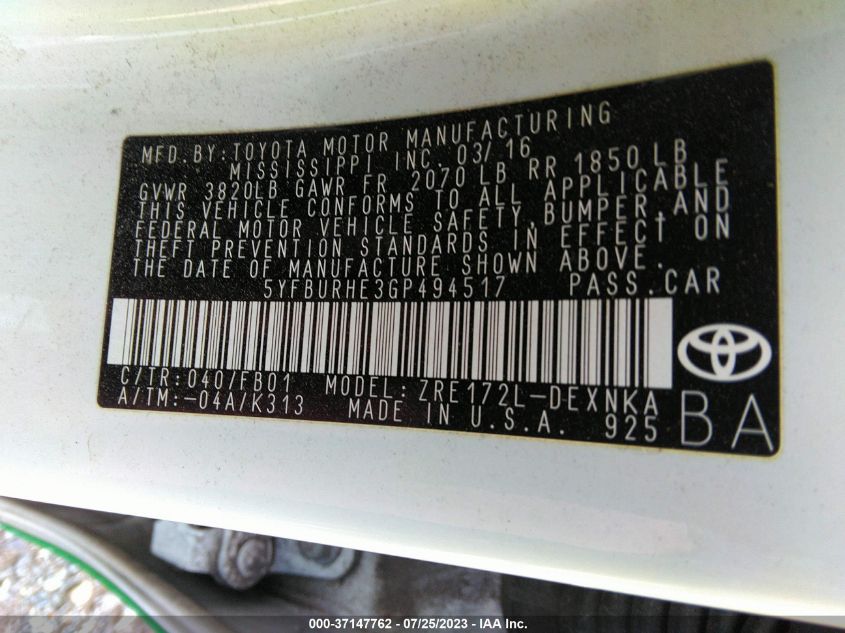 MFD.BY:TOYOTA MOTOR MANUFACTURING
MISSISSIPPI INC. 03/16
GVWR 3820LB GAWR FR 2070 LB RR 1850 LB
THIS VEHICLE CONFORMS TO ALL APPLICABLE
FEDERAL MOTOR VEHICLE SAFETY,BUMPER,AND
THEFT PREVENTION STANDARDS IN EFFECT ON
THE DATE OF MANUFACTURE SHOWN ABOVE.
5YFBURHE3GP494517 PASS.CAR
C/TR:040/FB01 MODEL:ZRE172L-DEXNKA
A/TM:-04A/K313 MADE IN U.S.A. 925
BA
000-37147762 / 07/25/2023 - IAA Inc.